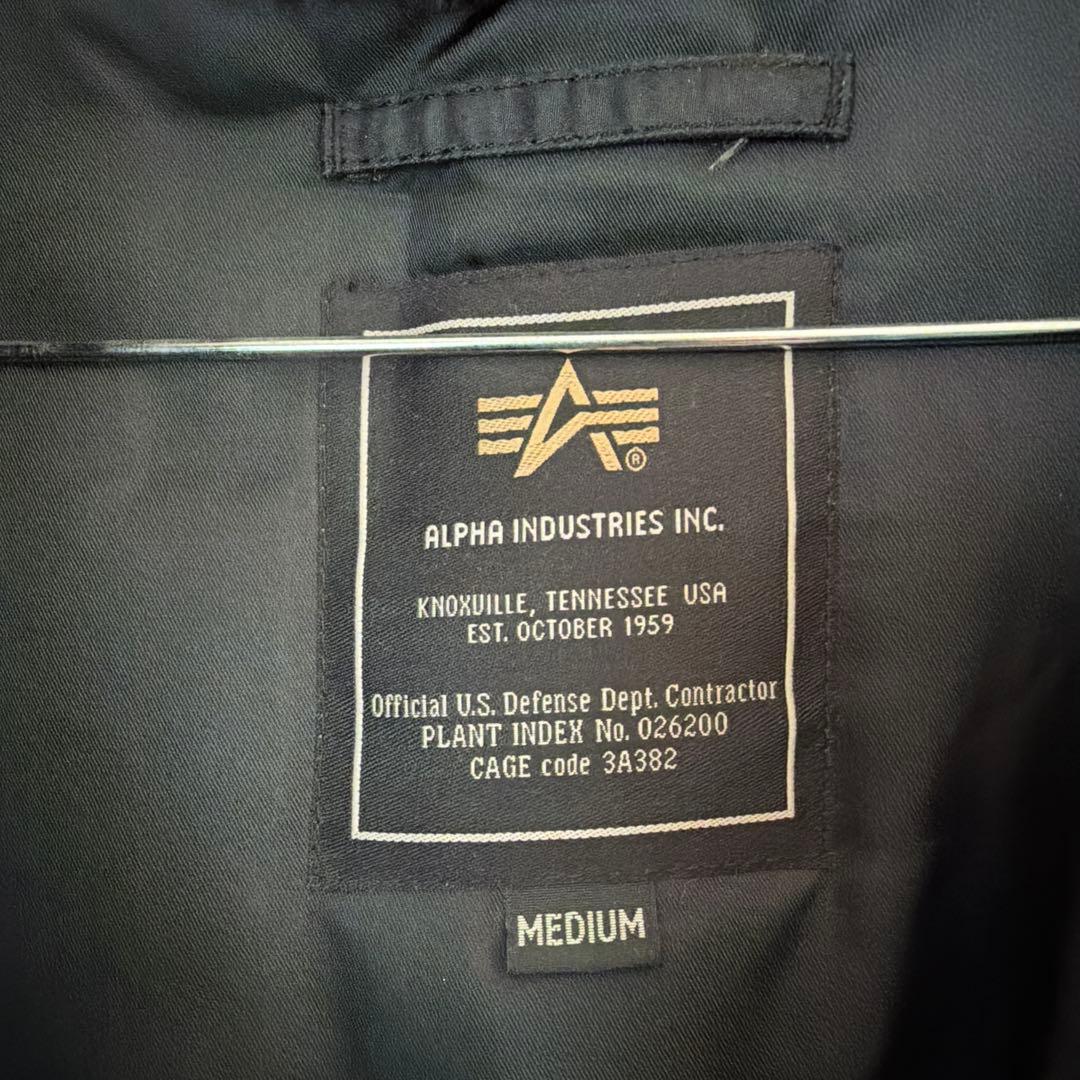 ®
ALPHA INDUSTRIES INC.
KNOXVILLE, TENNESSEE USA
EST. OCTOBER 1959
Official U.S. Defense Dept. Contractor
PLANT INDEX No. 026200
CAGE code 3A382
MEDIUM